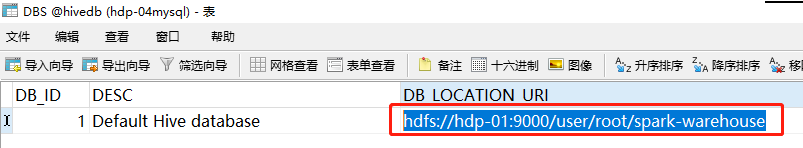 DBS @hivedb (hdp-04mysql) - 表
文件 编辑 查看 窗口 帮助
导入向导 导出向导 筛选向导 网格查看 表单查看 备注 十六进制 图像 升序排序 降序排序 移
DB_ID DESC DB_LOCATION_URI
1 Default Hive database hdfs://hdp-01:9000/user/root/spark-warehouse